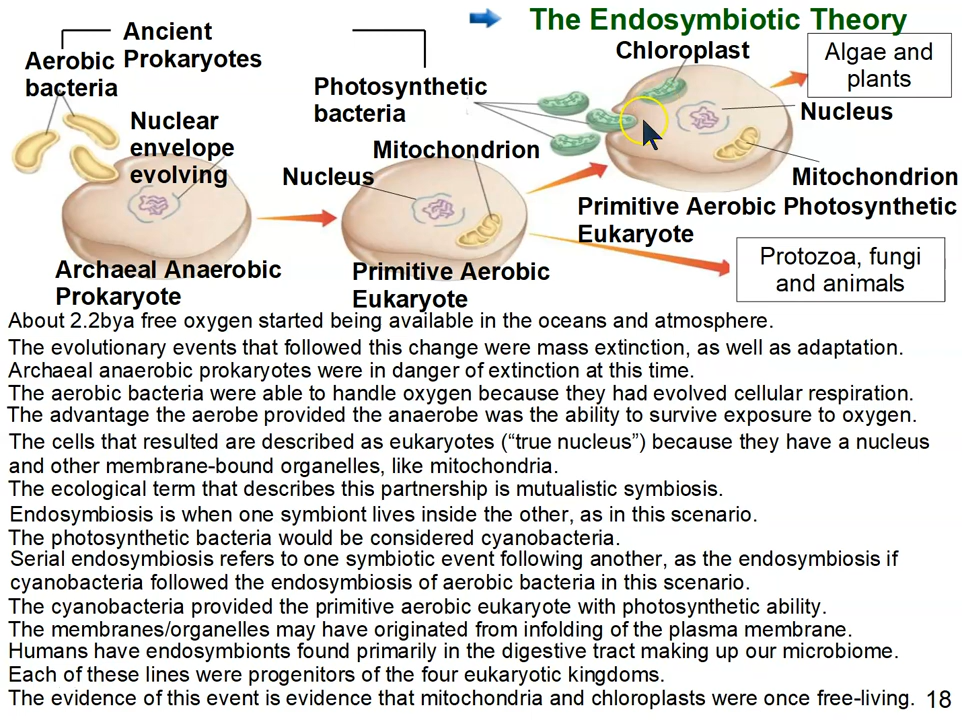 The Endosymbiotic Theory
Ancient
Prokaryotes
Aerobic
bacteria
Photosynthetic
bacteria
Chloroplast
Algae and
plants
Nucleus
Nuclear
envelope
evolving
Mitochondrion
Nucleus
Mitochondrion
Primitive Aerobic Photosynthetic
Eukaryote
Archaeal Anaerobic
Prokaryote
Primitive Aerobic
Eukaryote
Protozoa, fungi
and animals
About 2.2bya free oxygen started being available in the oceans and atmosphere.
The evolutionary events that followed this change were mass extinction, as well as adaptation.
Archaeal anaerobic prokaryotes were in danger of extinction at this time.
The aerobic bacteria were able to handle oxygen because they had evolved cellular respiration.
The advantage the aerobe provided the anaerobe was the ability to survive exposure to oxygen.
The cells that resulted are described as eukaryotes (“true nucleus”) because they have a nucleus
and other membrane-bound organelles, like mitochondria.
The ecological term that describes this partnership is mutualistic symbiosis.
Endosymbiosis is when one symbiont lives inside the other, as in this scenario.
The photosynthetic bacteria would be considered cyanobacteria.
Serial endosymbiosis refers to one symbiotic event following another, as the endosymbiosis if
cyanobacteria followed the endosymbiosis of aerobic bacteria in this scenario.
The cyanobacteria provided the primitive aerobic eukaryote with photosynthetic ability.
The membranes/organelles may have originated from infolding of the plasma membrane.
Humans have endosymbionts found primarily in the digestive tract making up our microbiome.
Each of these lines were progenitors of the four eukaryotic kingdoms.
The evidence of this event is evidence that mitochondria and chloroplasts were once free-living.
18